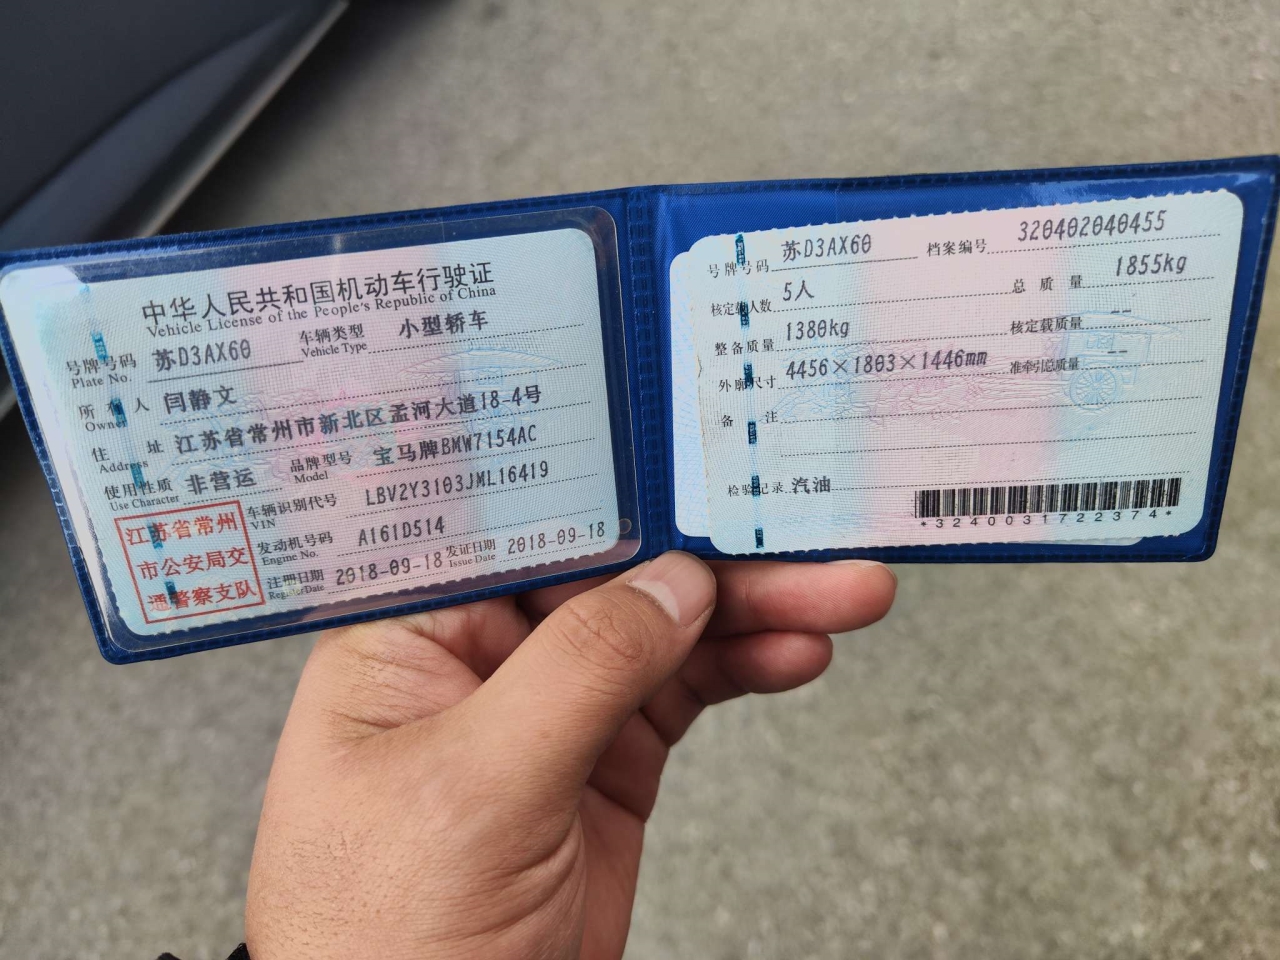 中华人民共和国机动车行驶证
Vehicle License of the People's Republic of China
号牌号码 苏D3AX60 车辆类型 小型轿车
Plate No. Vehicle Type
所有人 闫静文
Owner
住址 江苏省常州市新北区孟河大道18-4号
Address
使用性质 非营运 品牌型号 宝马牌BMW7154AC
Use Character Model
江苏省常州
市公安局交
通警察支队
车辆识别代号 LBV2Y3103JML16419
VIN
发动机号码 A161D514
Engine No.
注册日期 2018-09-18 发证日期 2018-09-18
Register Date Issue Date
号牌号码 苏D3AX60 档案编号 320402040455
核定载人数 5人 总质量 1855kg
整备质量 1380kg 核定载质量 --
外廓尺寸 4456×1803×1446mm 准牵引总质量 --
备注
检验记录 汽油
*3240031722374*